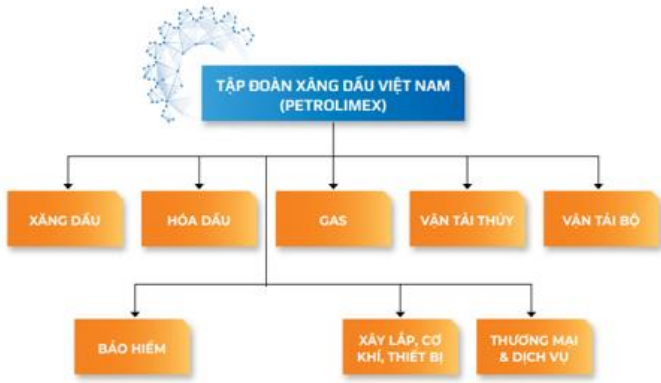 TẬP ĐOÀN XĂNG DẦU VIỆT NAM
(PETROLIMEX)
XĂNG DẦU
HÓA DẦU
GAS
VẬN TẢI THỦY
VẬN TẢI BỘ
BẢO HIỂM
XÂY LẮP, CƠ
KHÍ, THIẾT BỊ
THƯƠNG MẠI
& DỊCH VỤ